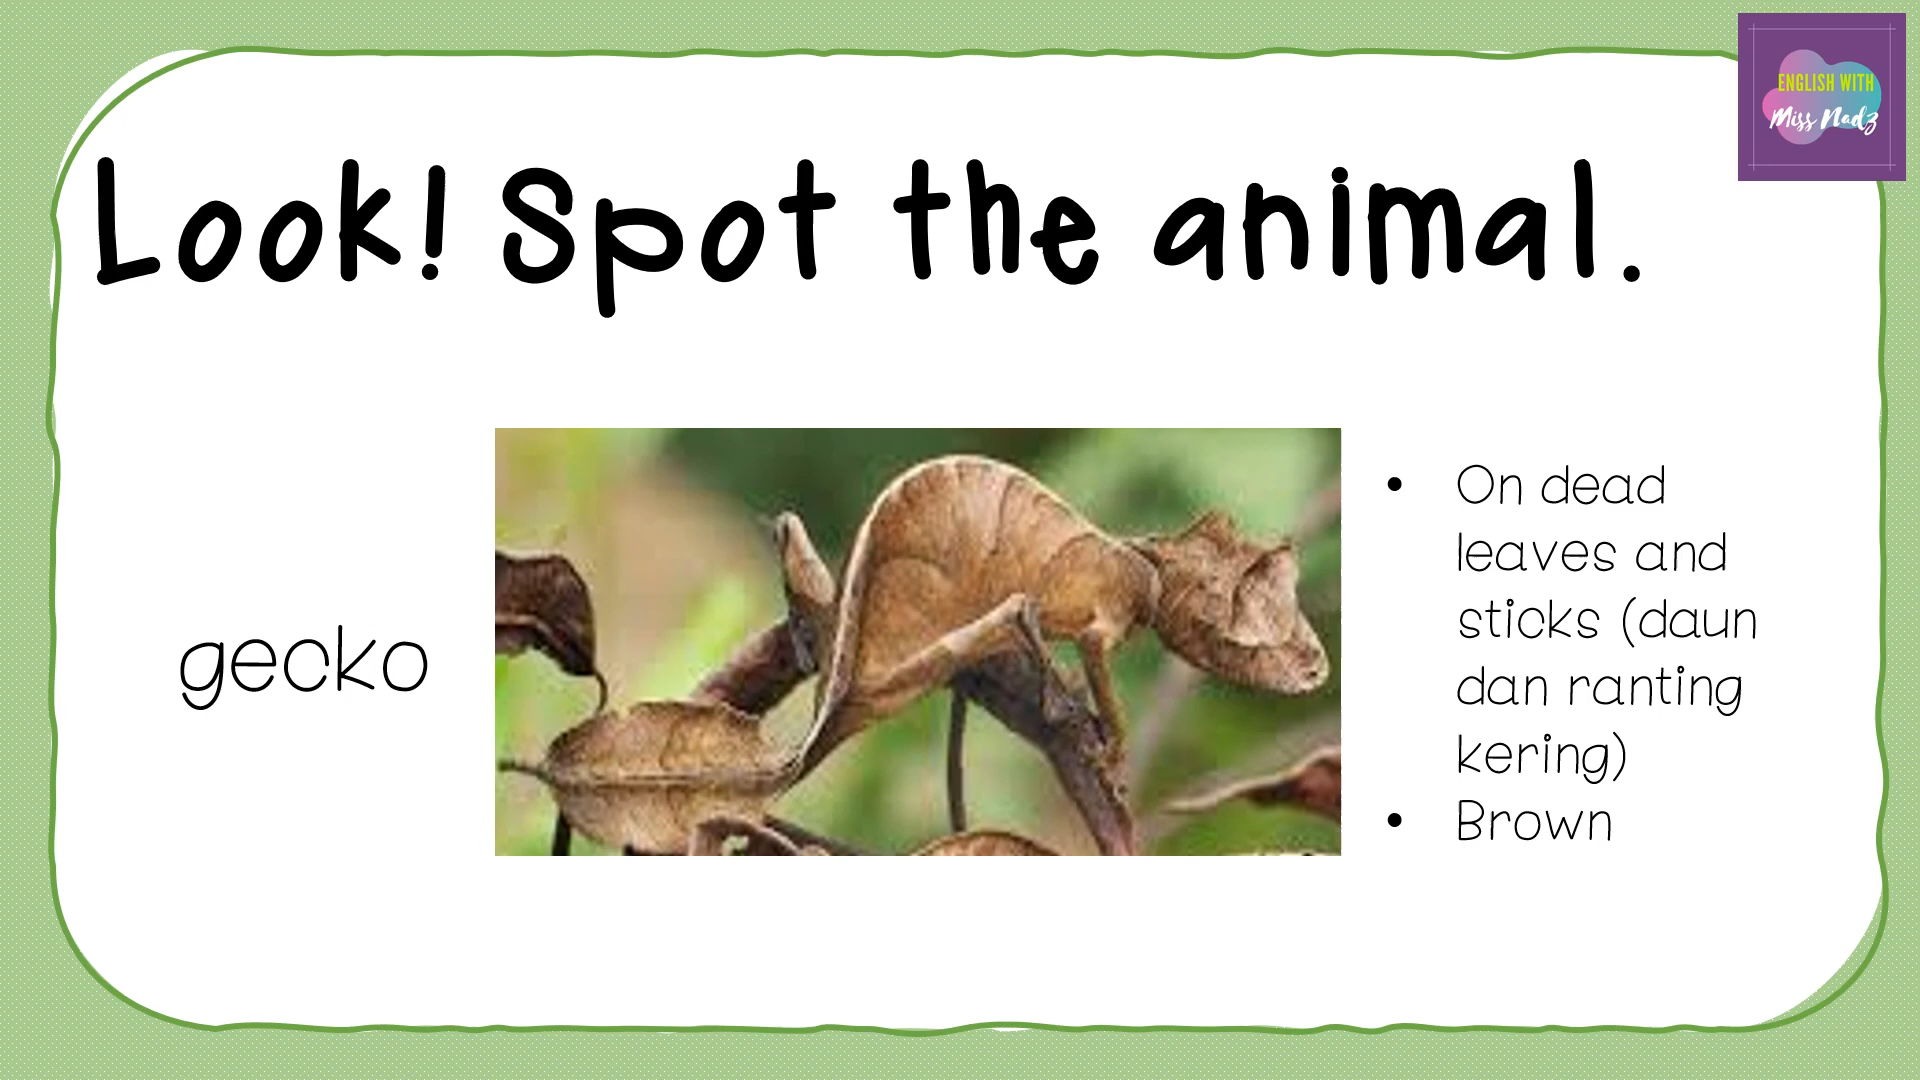 ENGLISH WITH
Miss Nadz
Look! Spot the animal.
gecko
• On dead
leaves and
sticks (daun
dan ranting
kering)
• Brown